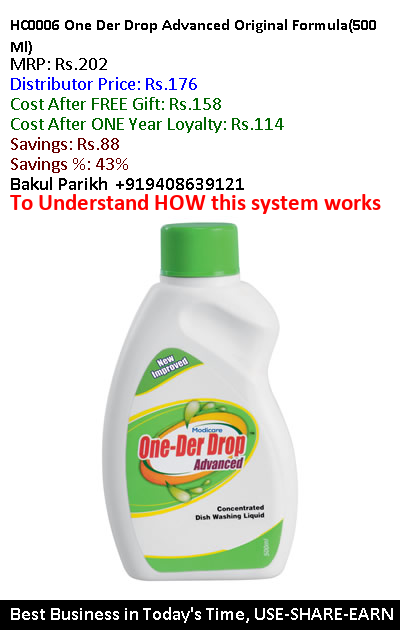 HC0006 One Der Drop Advanced Original Formula(500
Ml)
MRP: Rs.202
Distributor Price: Rs.176
Cost After FREE Gift: Rs.158
Cost After ONE Year Loyalty: Rs.114
Savings: Rs.88
Savings %: 43%
Bakul Parikh +919408639121
To Understand HOW this system works
New
Improved
Modicare
One-Der Drop
Advanced
Concentrated
Dish Washing Liquid
500ml
Best Business in Today's Time, USE-SHARE-EARN